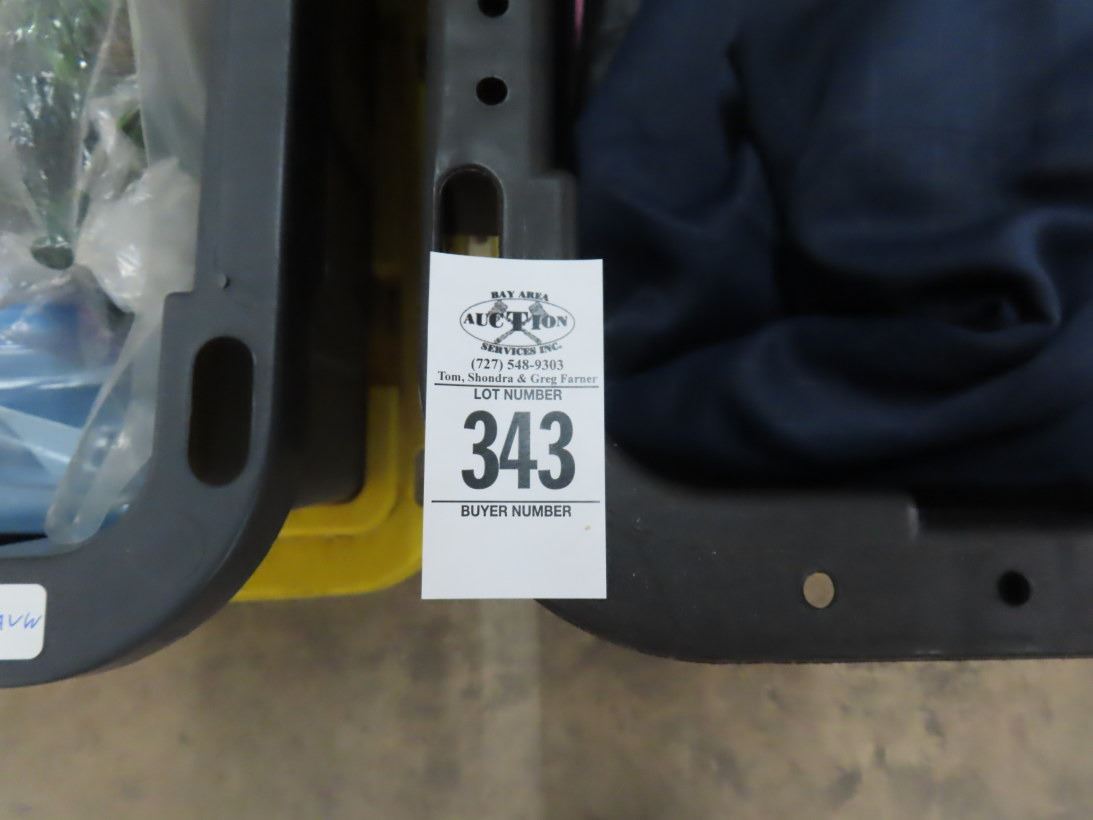 BAY AREA
AUCTION
SERVICES INC.
(727) 548-9303
Tom, Shondra & Greg Farner
LOT NUMBER
343
BUYER NUMBER